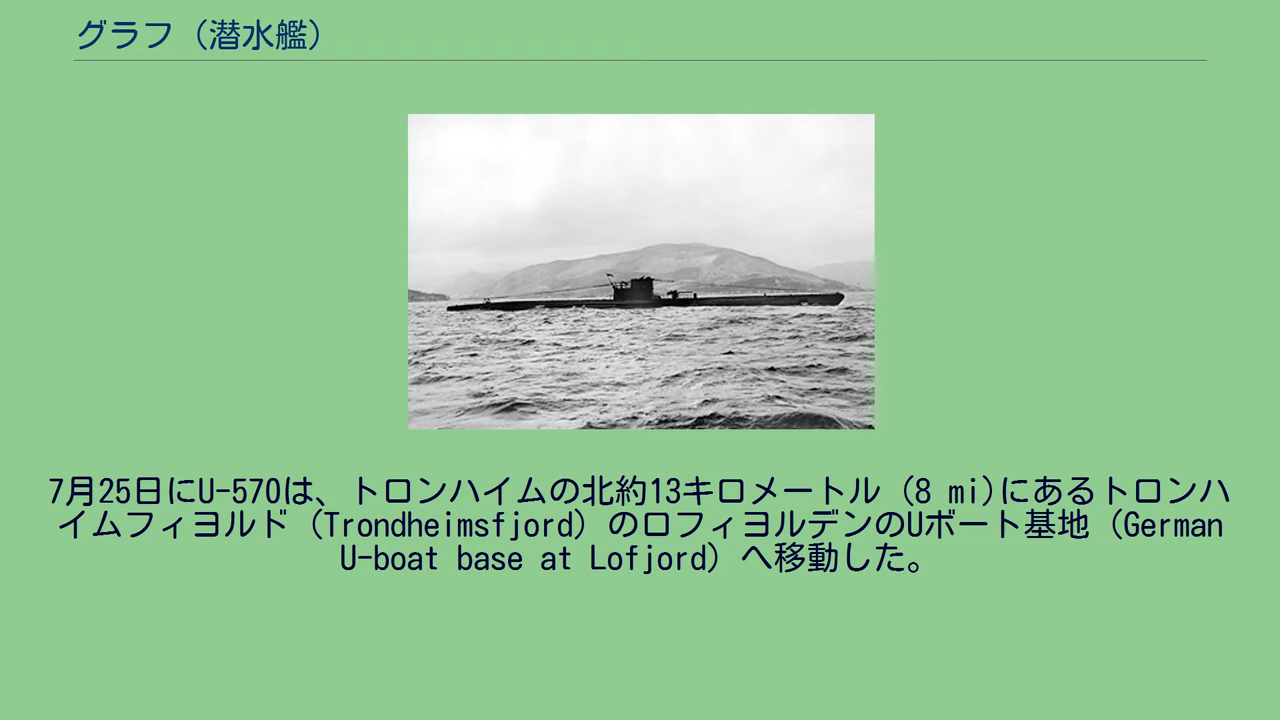 グラフ（潜水艦）
7月25日にU-570は、トロンハイムの北約13キロメートル (8 mi)にあるトロンハ
イムフィヨルド（Trondheimsfjord）のロフィヨルデンのUボート基地（German
U-boat base at Lofjord）へ移動した。